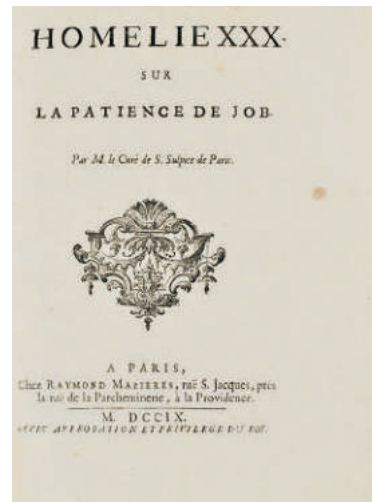 HOMELIE XXX.
SUR
LA PATIENCE DE JOB.
Par M. le Curé de S. Sulpice de Paris.
A PARIS,
Chez RAYMOND MAZIERES, ruë S. Jacques, près
la ruë de la Parcheminerie, à la Providence.
M. DCCIX.
AVEC APPROBATION ET PRIVILEGE DU ROY.